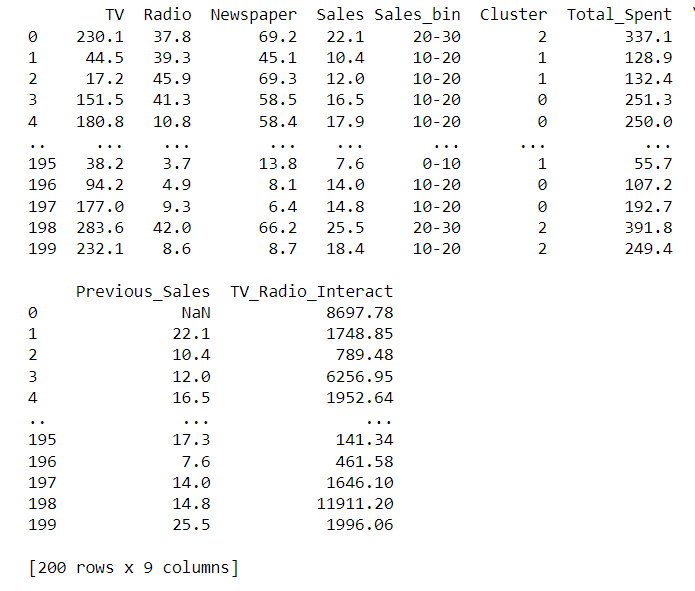 TV Radio Newspaper Sales Sales_bin Cluster Total_Spent \
0 230.1 37.8 69.2 22.1 20-30 2 337.1
1 44.5 39.3 45.1 10.4 10-20 1 128.9
2 17.2 45.9 69.3 12.0 10-20 1 132.4
3 151.5 41.3 58.5 16.5 10-20 0 251.3
4 180.8 10.8 58.4 17.9 10-20 0 250.0
.. ... ... ... ... ... ... ...
195 38.2 3.7 13.8 7.6 0-10 1 55.7
196 94.2 4.9 8.1 14.0 10-20 0 107.2
197 177.0 9.3 6.4 14.8 10-20 0 192.7
198 283.6 42.0 66.2 25.5 20-30 2 391.8
199 232.1 8.6 8.7 18.4 10-20 2 249.4
Previous_Sales TV_Radio_Interact
0 NaN 8697.78
1 22.1 1748.85
2 10.4 789.48
3 12.0 6256.95
4 16.5 1952.64
.. ... ...
195 17.3 141.34
196 7.6 461.58
197 14.0 1646.10
198 14.8 11911.20
199 25.5 1996.06
[200 rows x 9 columns]